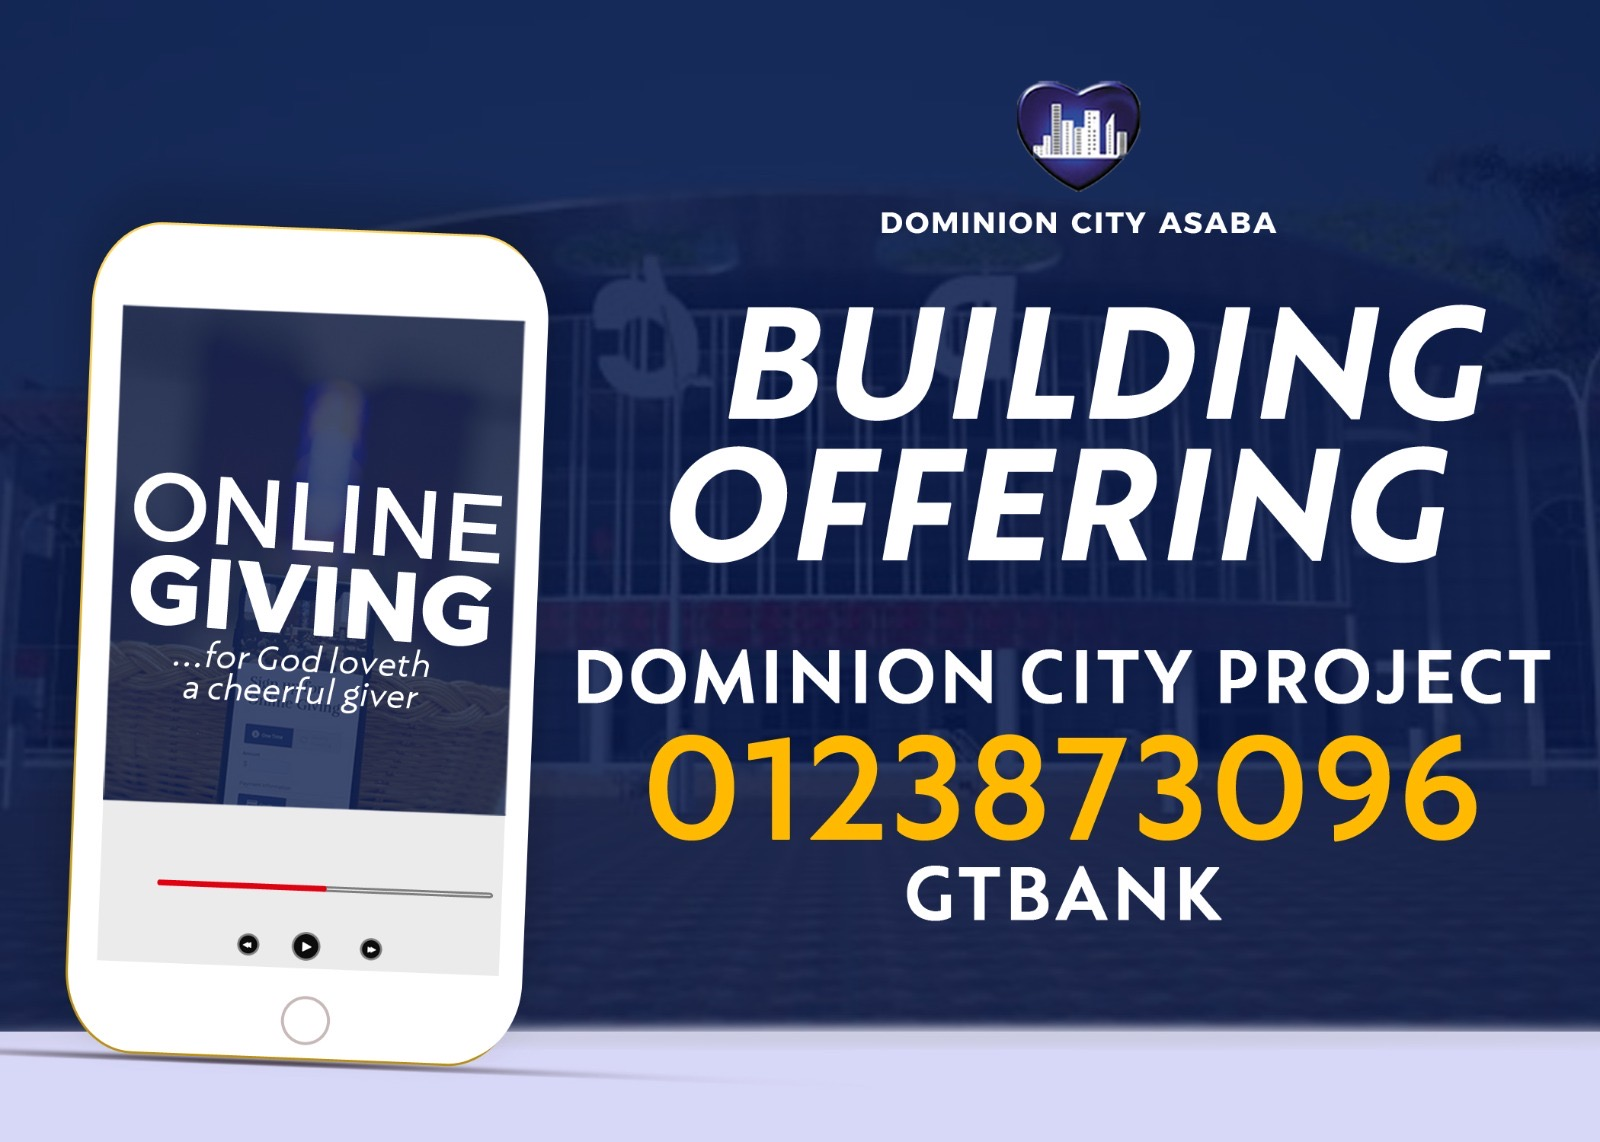 DOMINION CITY ASABA
BUILDING
OFFERING
DOMINION CITY PROJECT
0123873096
GTBANK
ONLINE
GIVING
...for God loveth
a cheerful giver